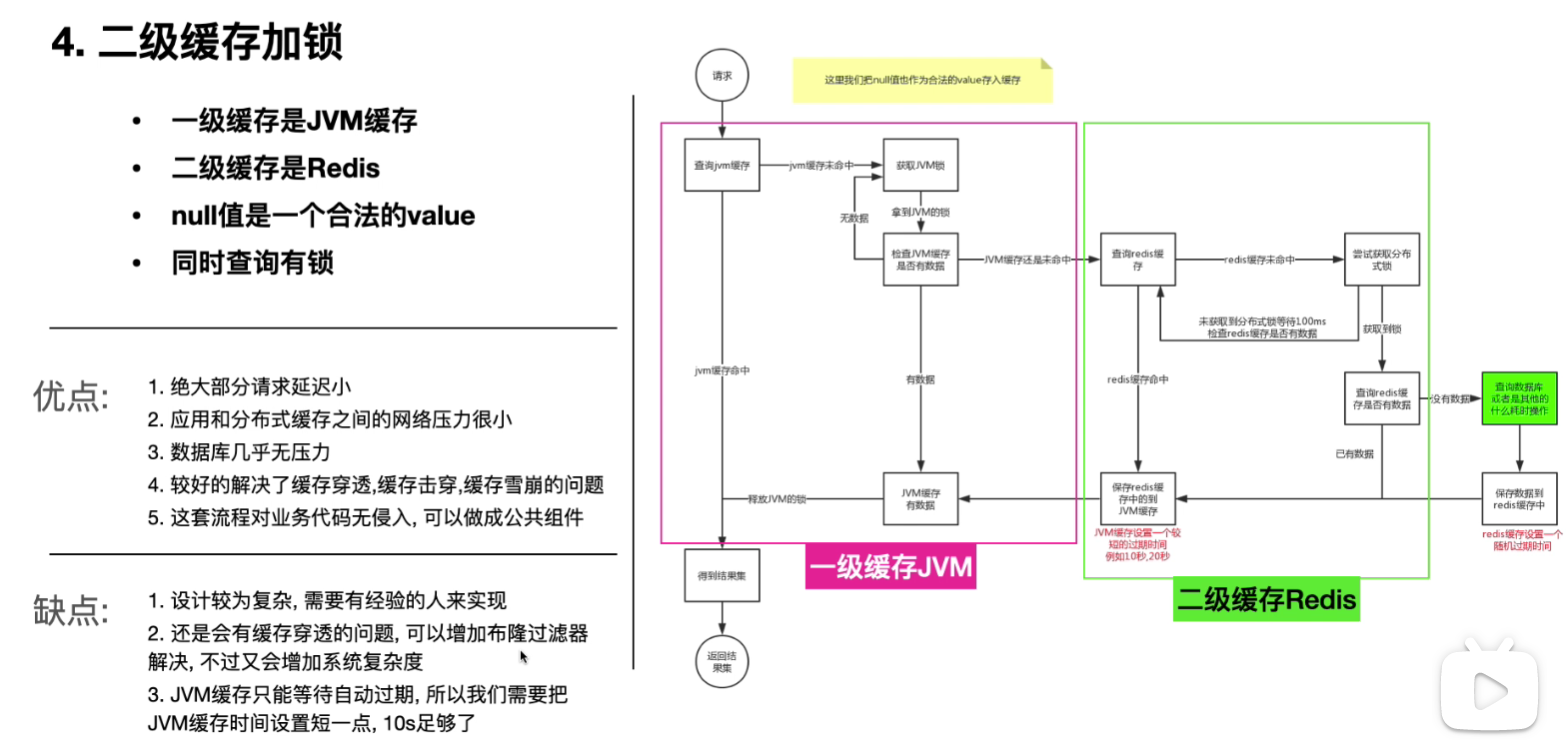 4. 二级缓存加锁
• 一级缓存是JVM缓存
• 二级缓存是Redis
• null值是一个合法的value
• 同时查询有锁
优点:
1. 绝大部分请求延迟小
2. 应用和分布式缓存之间的网络压力很小
3. 数据库几乎无压力
4. 较好的解决了缓存穿透,缓存击穿,缓存雪崩的问题
5. 这套流程对业务代码无侵入, 可以做成公共组件
缺点:
1. 设计较为复杂, 需要有经验的人来实现
2. 还是会有缓存穿透的问题, 可以增加布隆过滤器
解决, 不过又会增加系统复杂度
3. JVM缓存只能等待自动过期, 所以我们需要把
JVM缓存时间设置短一点, 10s足够了
请求
这里我们把null值也作为合法的value存入缓存
查询jvm缓存
jvm缓存未命中
获取JVM锁
无数据
拿到JVM的锁
检查JVM缓存
是否有数据
JVM缓存还是未命中
查询redis缓
存
redis缓存未命中
尝试获取分布
式锁
未获取到分布式锁等待100ms
检查redis缓存是否有数据
获取到锁
jvm缓存命中
有数据
redis缓存命中
查询redis缓
存是否有数据
没有数据
查询数据库
或者是其他的
什么耗时操作
已有数据
释放JVM的锁
JVM缓存
有数据
保存redis缓
存中的到
JVM缓存
保存数据到
redis缓存中
JVM缓存设置一个较
短的过期时间
例如10秒,20秒
redis缓存设置一个
随机过期时间
一级缓存JVM
二级缓存Redis
得到结果集
返回结
果集